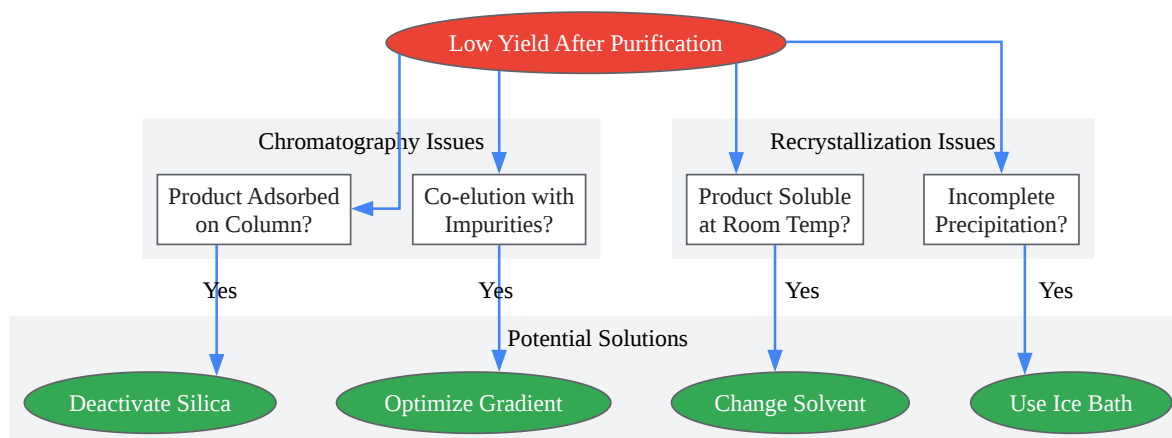 Low Yield After Purification
Chromatography Issues
Recrystallization Issues
Product Adsorbed
on Column?
Co-elution with
Impurities?
Product Soluble
at Room Temp?
Incomplete
Precipitation?
Yes
Yes
Yes
Yes
Potential Solutions
Deactivate Silica
Optimize Gradient
Change Solvent
Use Ice Bath